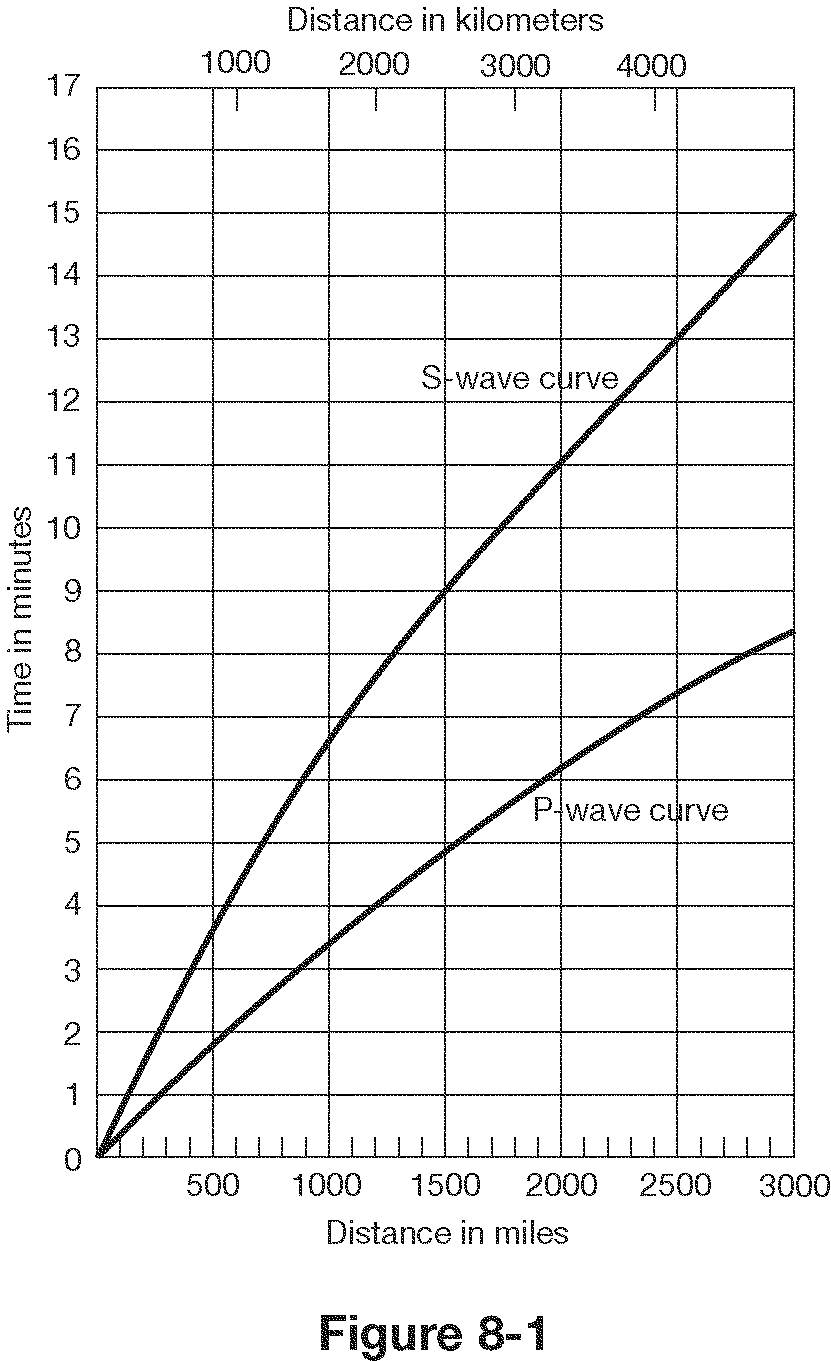 Distance in kilometers
1000 2000 3000 4000
17
16
15
14
13
12
11
10
9
8
7
6
5
4
3
2
1
0
Time in minutes
S-wave curve
P-wave curve
500 1000 1500 2000 2500 3000
Distance in miles
Figure 8-1